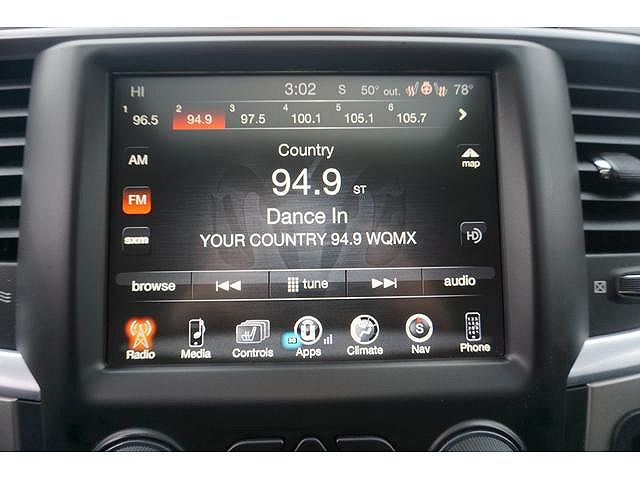 HI 3:02 S 50° out. 78°
1 96.5 2 94.9 3 97.5 4 100.1 5 105.1 6 105.7
AM Country map
FM 94.9 ST
Dance In
sxm YOUR COUNTRY 94.9 WQMX HD
browse tune audio
Radio Media Controls Apps Climate Nav Phone